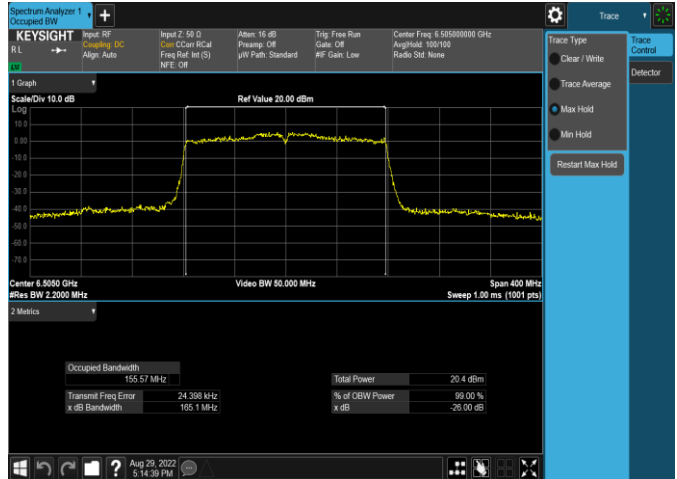 Spectrum Analyzer 1
Occupied BW
Trace
KEYSIGHT
RL
Input: RF
Coupling: DC
Align: Auto
Input Z: 50 Ω
Corr CCorr RCal
Freq Ref: Int (S)
NFE: Off
Atten: 16 dB
Preamp: Off
µW Path: Standard
Trig: Free Run
Gate: Off
#IF Gain: Low
Center Freq: 6.505000000 GHz
Avg|Hold: 100/100
Radio Std: None
Trace Type
Clear / Write
Trace Average
Max Hold
Min Hold
Restart Max Hold
Trace Control
Detector
1 Graph
Scale/Div 10.0 dB
Ref Value 20.00 dBm
Log
10.0
0.00
-10.0
-20.0
-30.0
-40.0
-50.0
-60.0
-70.0
Center 6.5050 GHz
Video BW 50.000 MHz
Span 400 MHz
#Res BW 2.2000 MHz
Sweep 1.00 ms (1001 pts)
2 Metrics
Occupied Bandwidth
155.57 MHz
Total Power 20.4 dBm
Transmit Freq Error 24.398 kHz
% of OBW Power 99.00 %
x dB Bandwidth 165.1 MHz
x dB -26.00 dB
Aug 29, 2022
5:14:39 PM